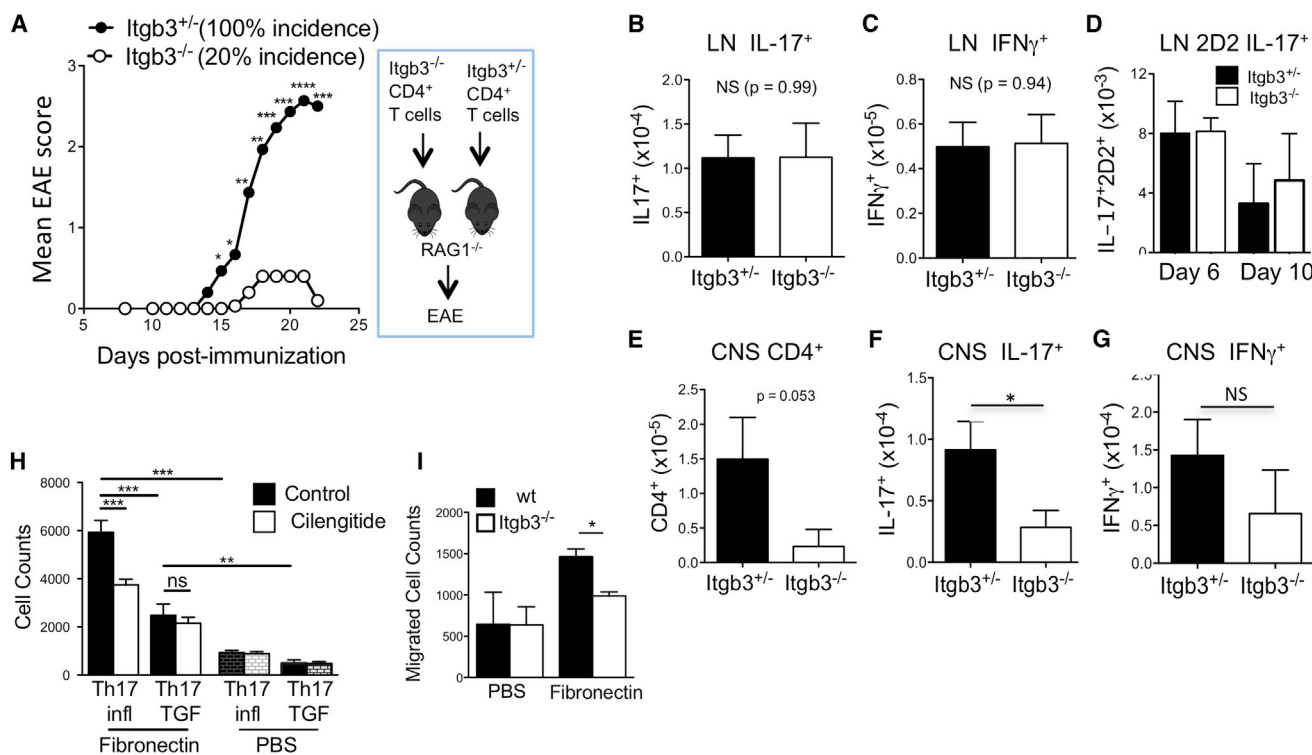 A
Itgb3+/- (100% incidence)
Itgb3-/- (20% incidence)
Mean EAE score
3
2
1
0
* * ** ** *** *** *** **** ***
5 10 15 20 25
Days post-immunization
Itgb3-/- Itgb3+/-
CD4+ CD4+
T cells T cells
RAG1-/-
EAE
B
LN IL-17+
NS (p = 0.99)
IL17+ (x10-4)
2.0
1.5
1.0
0.5
0.0
Itgb3+/- Itgb3-/-
C
LN IFNγ+
NS (p = 0.94)
IFNγ+ (x10-5)
0.8
0.6
0.4
0.2
0.0
Itgb3+/- Itgb3-/-
D
LN 2D2 IL-17+
Itgb3+/-
Itgb3-/-
IL-17+2D2+ (x10-3)
12
8
4
0
Day 6 Day 10
E
CNS CD4+
p = 0.053
CD4+ (x10-5)
2.5
2.0
1.5
1.0
0.5
0.0
Itgb3+/- Itgb3-/-
F
CNS IL-17+
*
IL-17+ (x10-4)
1.5
1.0
0.5
0.0
Itgb3+/- Itgb3-/-
G
CNS IFNγ+
NS
IFNγ+ (x10-4)
2.5
2.0
1.5
1.0
0.5
0.0
Itgb3+/- Itgb3-/-
H
Control
Cilengitide
***
***
***
**
ns
Cell Counts
8000
6000
4000
2000
0
Th17 Th17 Th17 Th17
infl TGF infl TGF
Fibronectin PBS
I
wt
Itgb3-/-
*
Migrated Cell Counts
2000
1500
1000
500
0
PBS Fibronectin